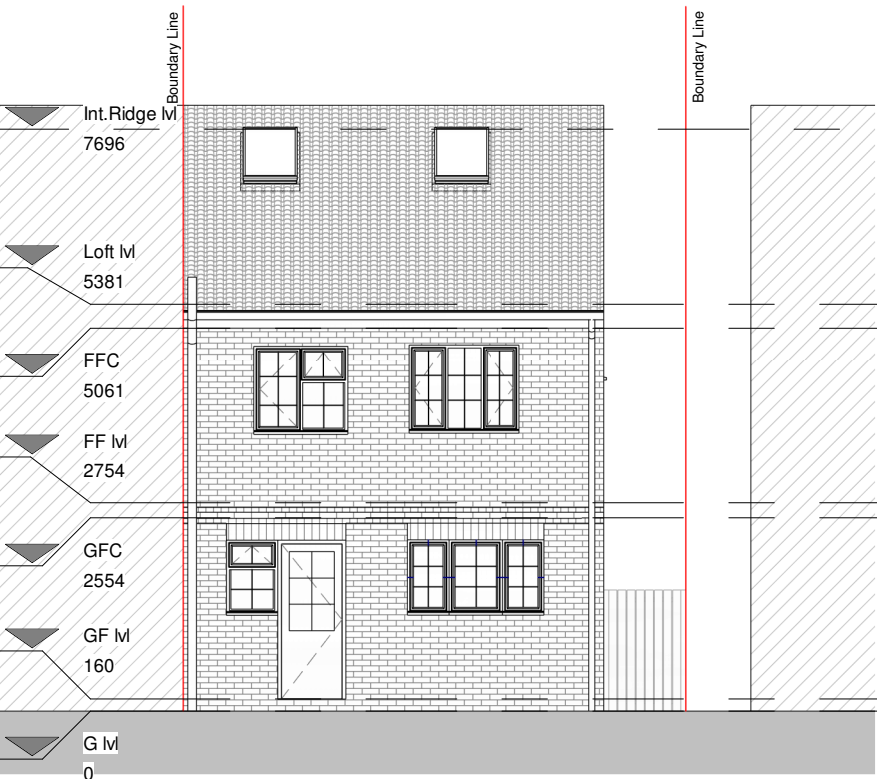 Boundary Line
Boundary Line
Int.Ridge lvl
7696
Loft lvl
5381
FFC
5061
FF lvl
2754
GFC
2554
GF lvl
160
G lvl
0